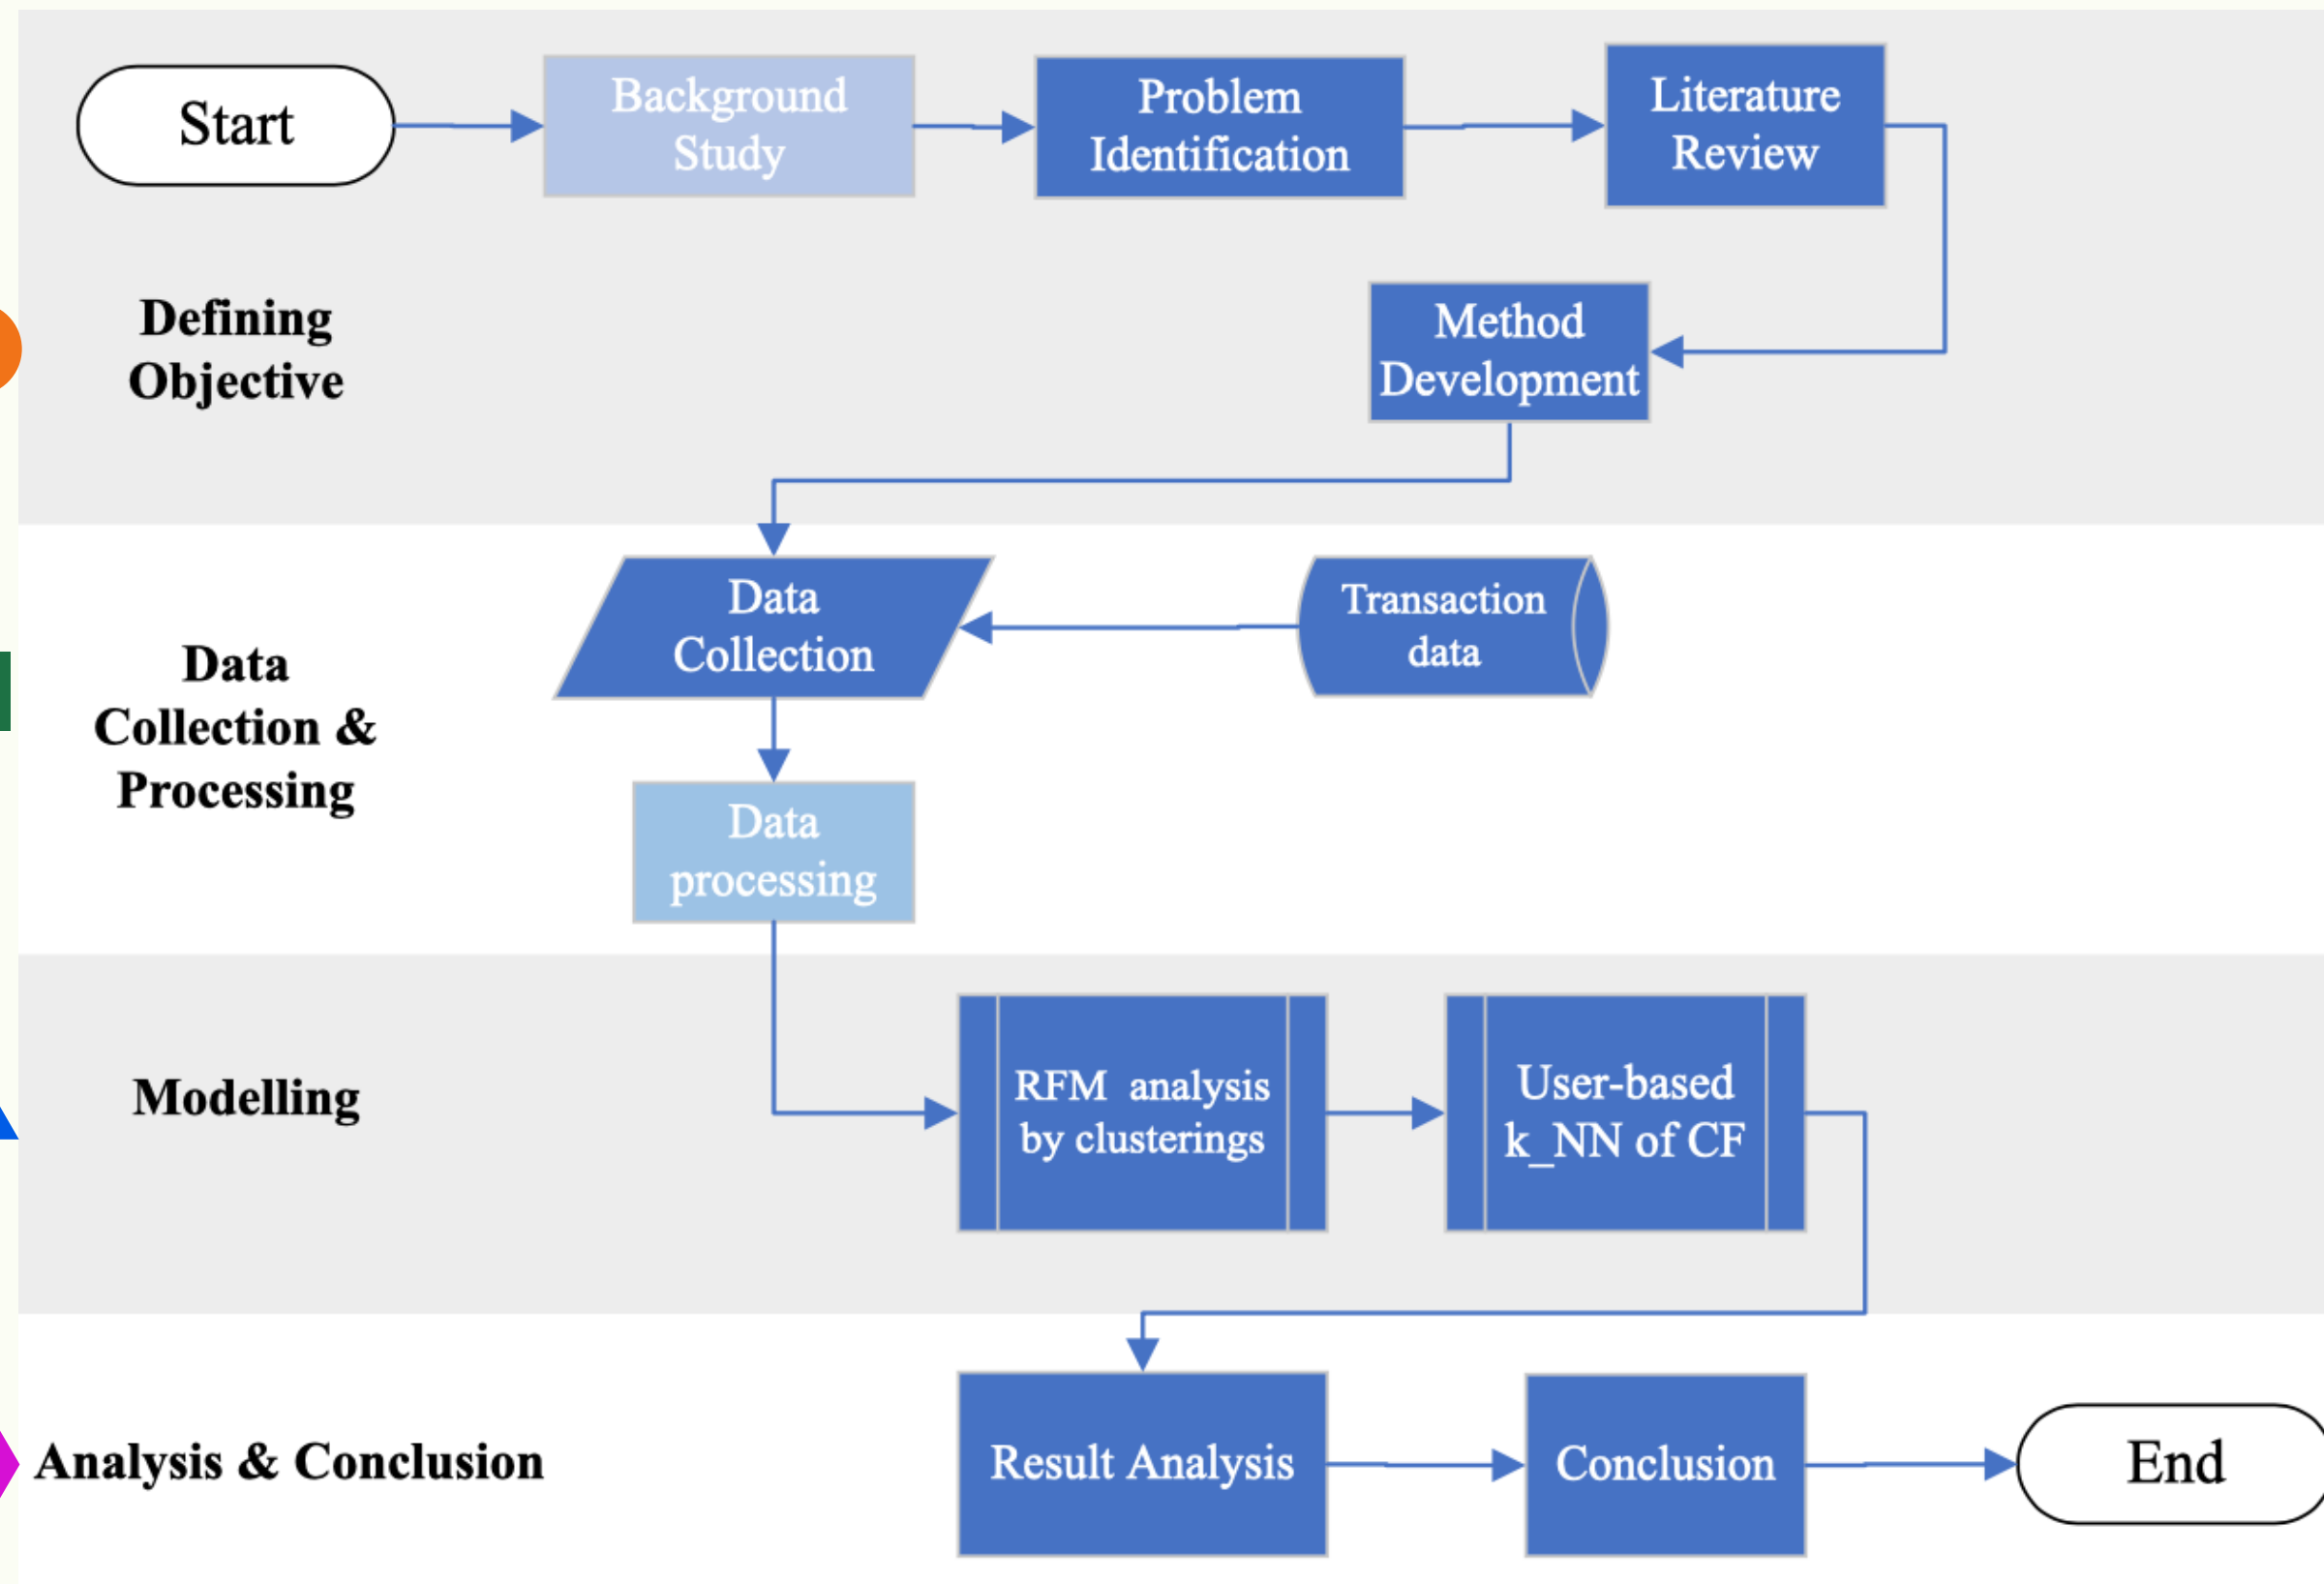 Start
Background
Study
Problem
Identification
Literature
Review
Defining
Objective
Method
Development
Data
Collection &
Processing
Data
Collection
Transaction
data
Data
processing
Modelling
RFM analysis
by clusterings
User-based
k_NN of CF
Analysis & Conclusion
Result Analysis
Conclusion
End